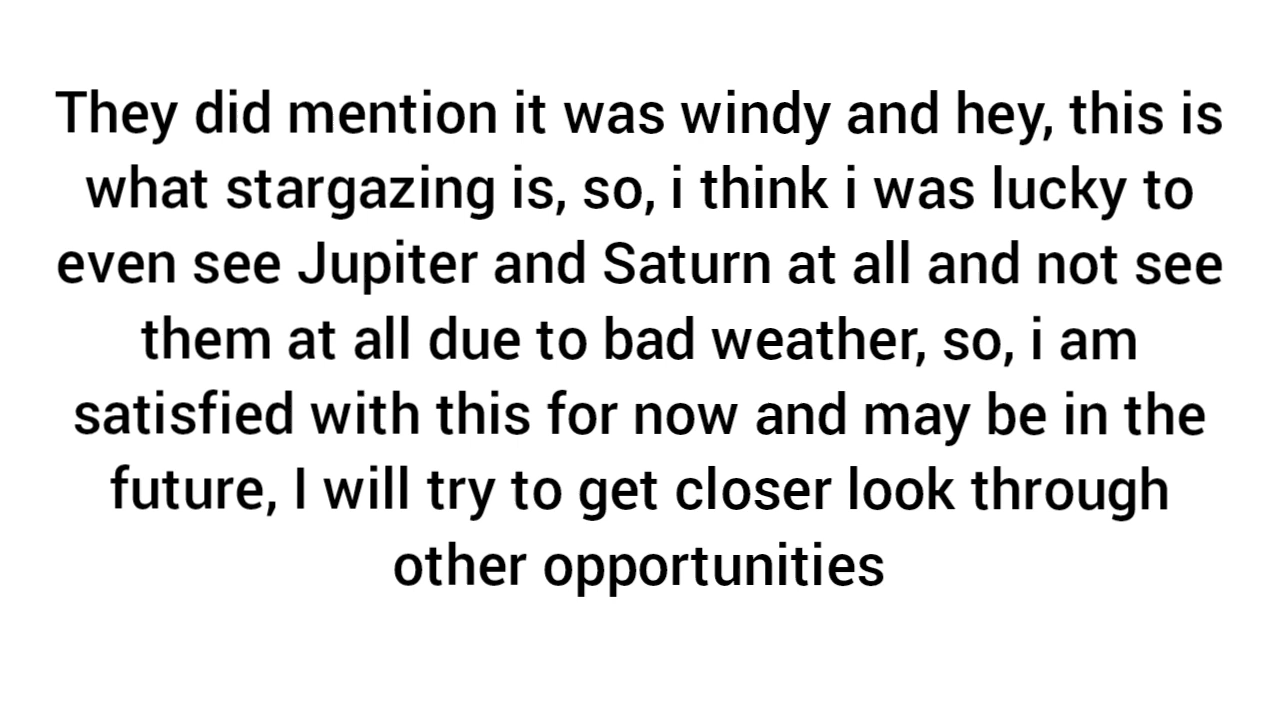 They did mention it was windy and hey, this is
what stargazing is, so, i think i was lucky to
even see Jupiter and Saturn at all and not see
them at all due to bad weather, so, i am
satisfied with this for now and may be in the
future, I will try to get closer look through
other opportunities